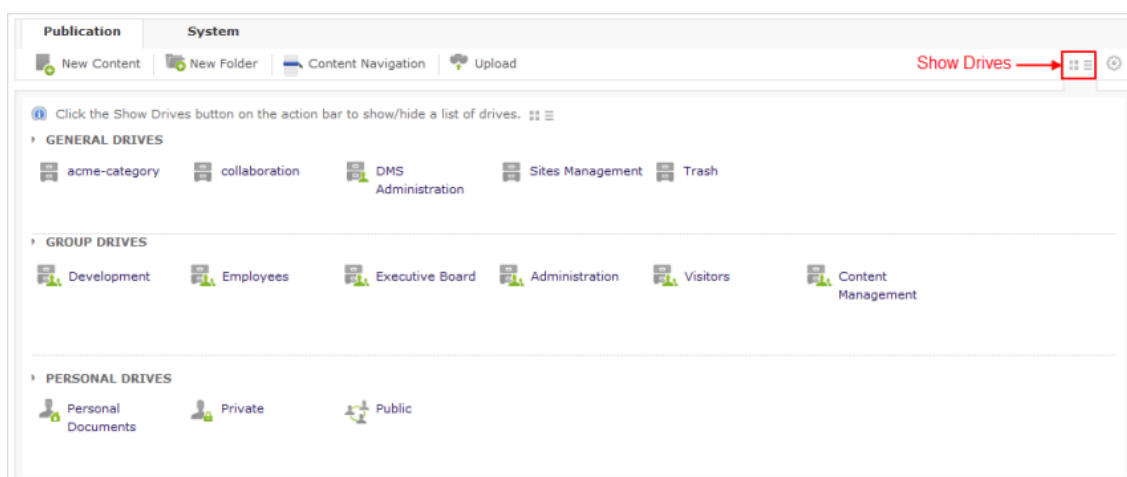 Publication System
New Content New Folder Content Navigation Upload Show Drives
Click the Show Drives button on the action bar to show/hide a list of drives.
GENERAL DRIVES
acme-category collaboration DMS Sites Management Trash
Administration
GROUP DRIVES
Development Employees Executive Board Administration Visitors Content
Management
PERSONAL DRIVES
Personal Private Public
Documents